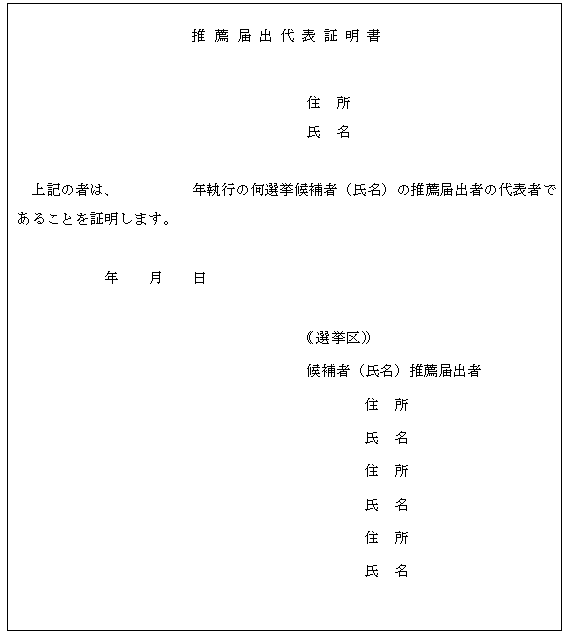 推薦届出代表証明書
住　所
氏　名
上記の者は、　　　　　年執行の何選挙候補者（氏名）の推薦届出者の代表者で
あることを証明します。
年　　月　　日
⸨選挙区⸩
候補者（氏名）推薦届出者
住　所
氏　名
住　所
氏　名
住　所
氏　名